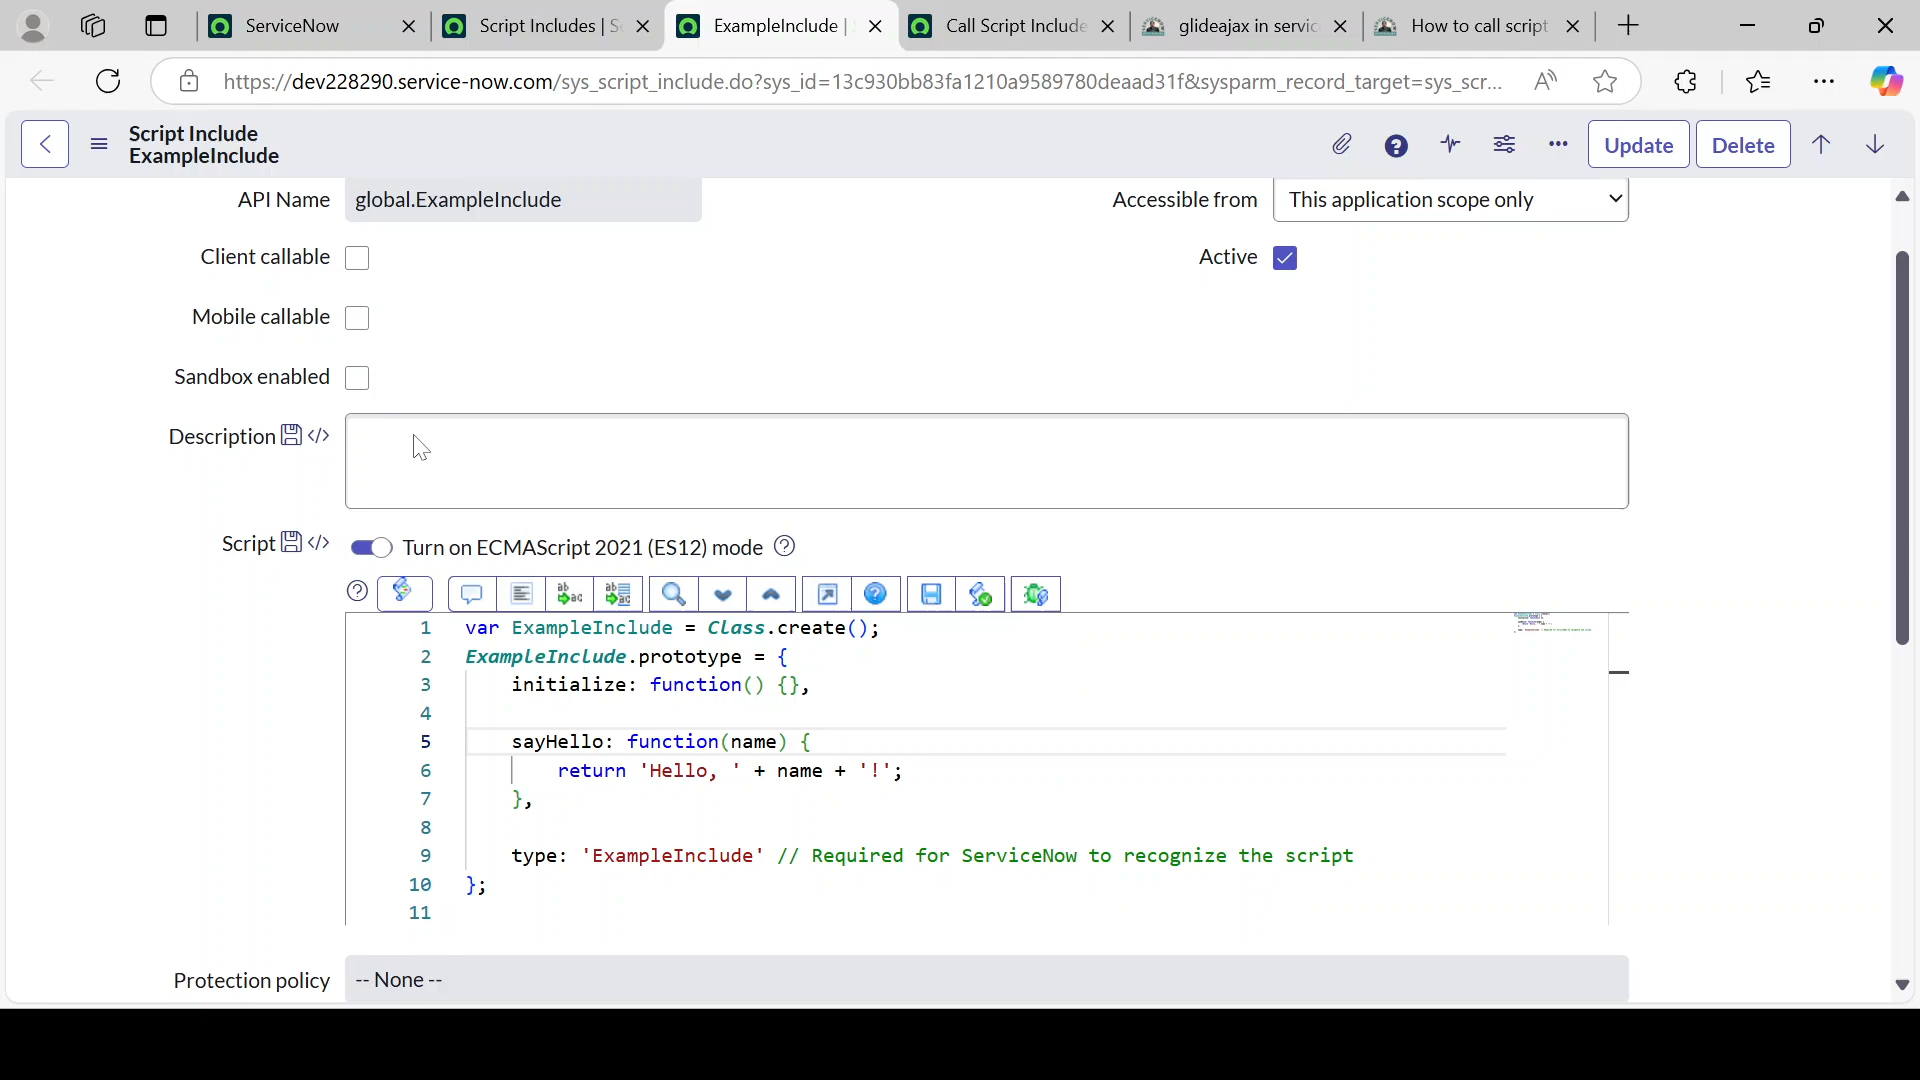 ServiceNow
Script Includes | S
ExampleInclude |
Call Script Include
glideajax in servic
How to call script
https://dev228290.service-now.com/sys_script_include.do?sys_id=13c930bb83fa1210a9589780deaad31f&sysparm_record_target=sys_scr...
Script Include
ExampleInclude
Update
Delete
API Name
global.ExampleInclude
Accessible from
This application scope only
Client callable
Active
Mobile callable
Sandbox enabled
Description
Script
Turn on ECMAScript 2021 (ES12) mode
1 var ExampleInclude = Class.create();
2 ExampleInclude.prototype = {
3 initialize: function() {},
4
5 sayHello: function(name) {
6 return 'Hello, ' + name + '!';
7 },
8
9 type: 'ExampleInclude' // Required for ServiceNow to recognize the script
10 };
11
Protection policy
-- None --